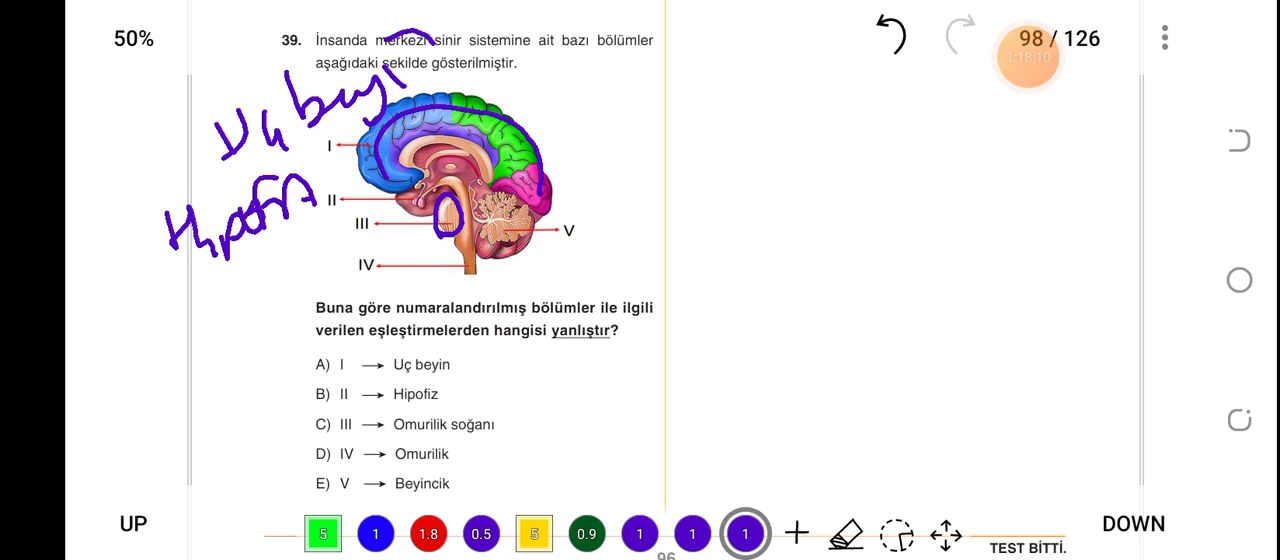 50%
98 / 126
1:18:10
39. İnsanda merkezi sinir sistemine ait bazı bölümler
aşağıdaki şekilde gösterilmiştir.
Uç beyi
Hipofiz
I
II
III
IV
V
Buna göre numaralandırılmış bölümler ile ilgili
verilen eşleştirmelerden hangisi yanlıştır?
A) I → Uç beyin
B) II → Hipofiz
C) III → Omurilik soğanı
D) IV → Omurilik
E) V → Beyincik
UP
5 1 1.8 0.5 5 0.9 1 1 1
DOWN
96
TEST BİTTİ.